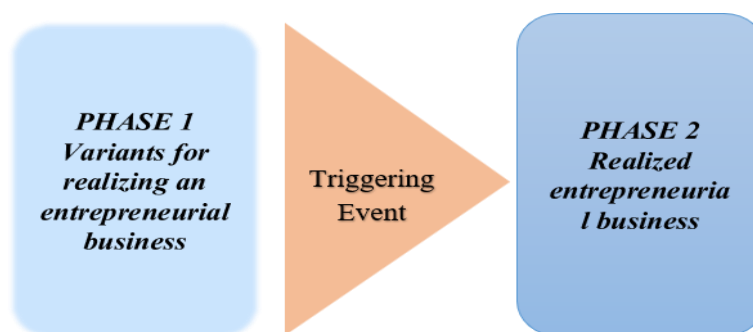 PHASE 1
Variants for
realizing an
entrepreneurial
business
Triggering
Event
PHASE 2
Realized
entrepreneuria
l business